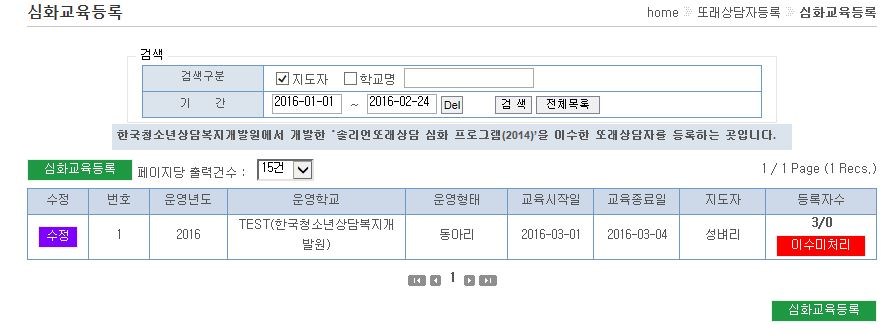 심화교육등록
home 또래상담자등록 심화교육등록
검색
검색구분 지도자 학교명
기 간 2016-01-01 ~ 2016-02-24 Del 검 색 전체목록
한국청소년상담복지개발원에서 개발한 '솔리언또래상담 심화 프로그램(2014)'을 이수한 또래상담자를 등록하는 곳입니다.
심화교육등록 페이지당 출력건수 : 15건 1 / 1 Page (1 Recs.)
수정 번호 운영년도 운영학교 운영형태 교육시작일 교육종료일 지도자 등록자수
수정 1 2016 TEST(한국청소년상담복지개 동아리 2016-03-01 2016-03-04 성벼리 3/0
발원) 이수미처리
1
심화교육등록